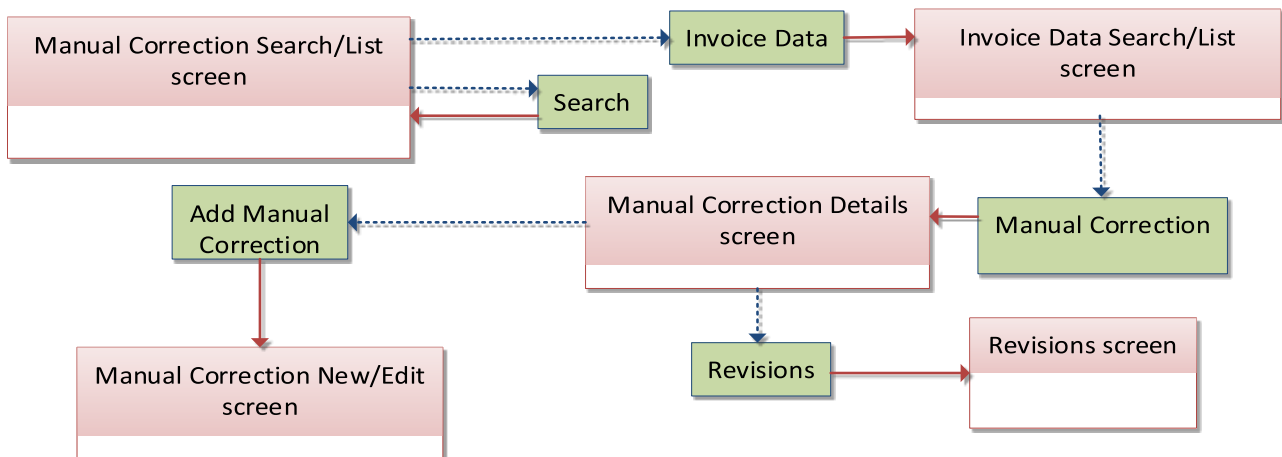 Manual Correction Search/List
screen
Invoice Data
Invoice Data Search/List
screen
Search
Add Manual
Correction
Manual Correction Details
screen
Manual Correction
Revisions
Revisions screen
Manual Correction New/Edit
screen